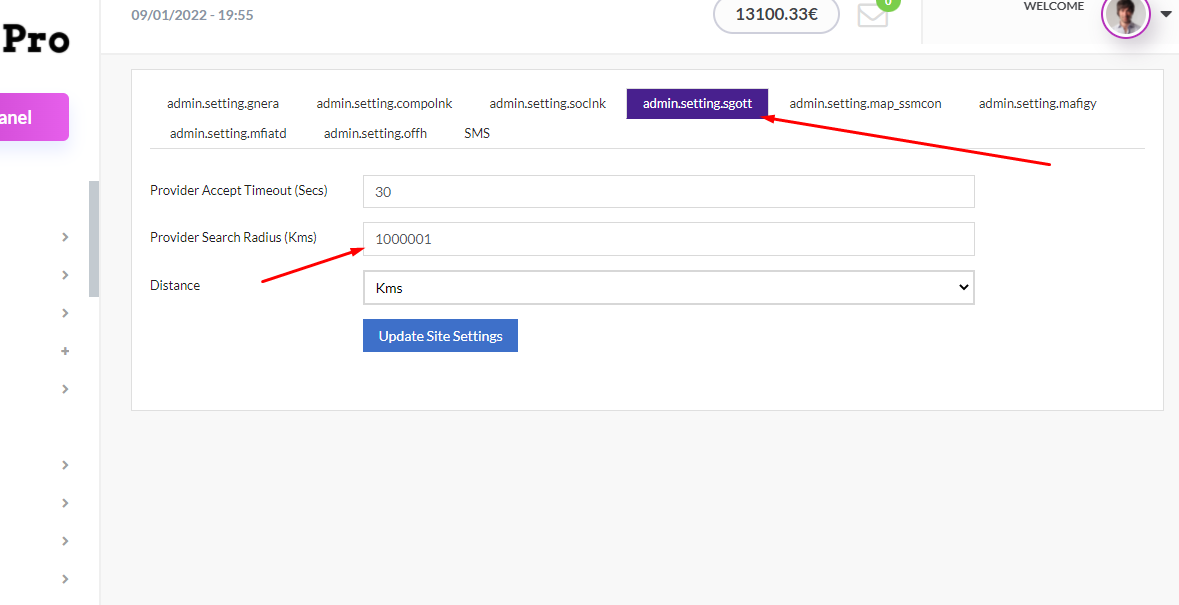 09/01/2022 - 19:55
13100.33€
0
WELCOME
Pro
anel
admin.setting.gnera admin.setting.compolnk admin.setting.soclnk admin.setting.sgott admin.setting.map_ssmcon admin.setting.mafigy
admin.setting.mfiatd admin.setting.offh SMS
Provider Accept Timeout (Secs) 30
Provider Search Radius (Kms) 1000001
Distance Kms
Update Site Settings